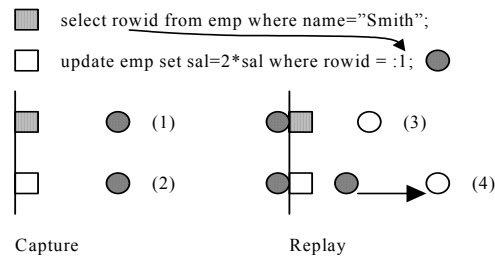 select rowid from emp where name=”Smith”;
update emp set sal=2*sal where rowid = :1;
(1) (3)
(2) (4)
Capture Replay